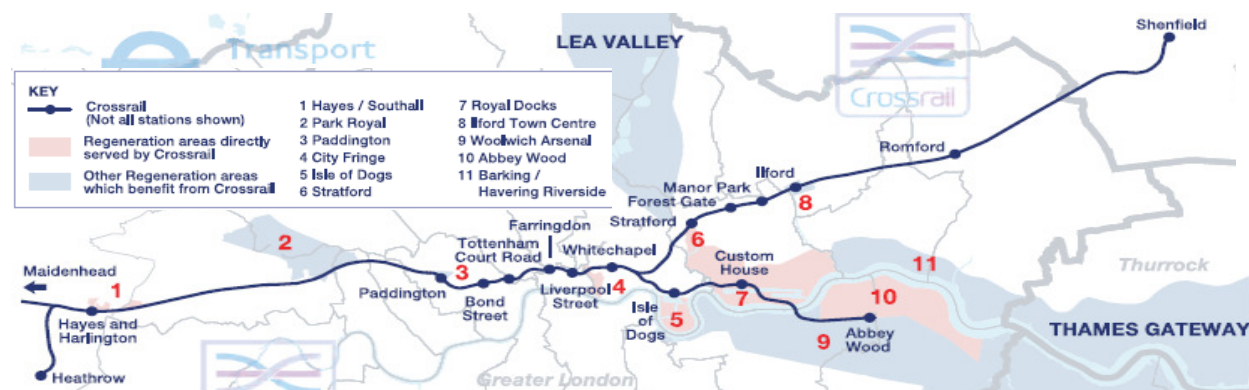 Transport
LEA VALLEY
Shenfield
Crossrail
KEY
Crossrail
(Not all stations shown)
Regeneration areas directly
served by Crossrail
Other Regeneration areas
which benefit from Crossrail
1 Hayes / Southall
2 Park Royal
3 Paddington
4 City Fringe
5 Isle of Dogs
6 Stratford
7 Royal Docks
8 Ilford Town Centre
9 Woolwich Arsenal
10 Abbey Wood
11 Barking /
Havering Riverside
Romford
Ilford
Manor Park
Forest Gate
8
Stratford
6
Farringdon
Tottenham
Court Road
Whitechapel
2
3
Custom
House
11
Thurrock
Maidenhead
1
Paddington
Bond
Street
Liverpool
Street
4
7
10
Hayes and
Harlington
Isle
of
Dogs
5
9
Abbey
Wood
THAMES GATEWAY
Heathrow
Greater London